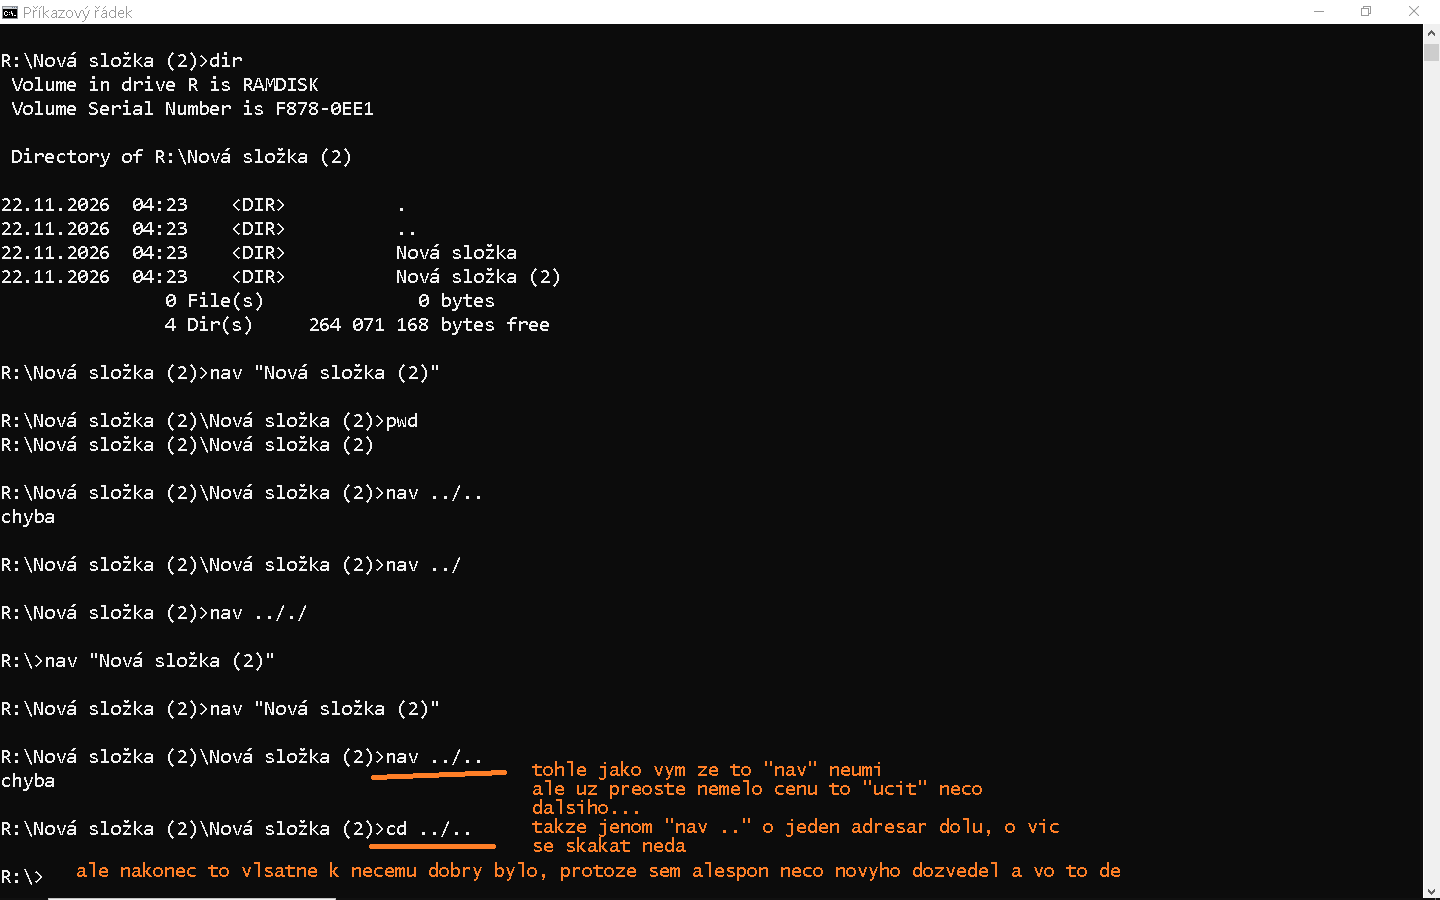 Příkazový řádek
R:\Nová složka (2)>dir
Volume in drive R is RAMDISK
Volume Serial Number is F878-0EE1
Directory of R:\Nová složka (2)
22.11.2026  04:23    <DIR>          .
22.11.2026  04:23    <DIR>          ..
22.11.2026  04:23    <DIR>          Nová složka
22.11.2026  04:23    <DIR>          Nová složka (2)
0 File(s)              0 bytes
4 Dir(s)     264 071 168 bytes free
R:\Nová složka (2)>nav "Nová složka (2)"
R:\Nová složka (2)\Nová složka (2)>pwd
R:\Nová složka (2)\Nová složka (2)
R:\Nová složka (2)\Nová složka (2)>nav ../..
chyba
R:\Nová složka (2)\Nová složka (2)>nav ../
R:\Nová složka (2)>nav .././
R:\>nav "Nová složka (2)"
R:\Nová složka (2)>nav "Nová složka (2)"
R:\Nová složka (2)\Nová složka (2)>nav ../..
chyba
tohle jako vym ze to "nav" neumi
ale uz preoste nemelo cenu to "ucit" neco
dalsiho...
R:\Nová složka (2)\Nová složka (2)>cd ../..
takze jenom "nav .." o jeden adresar dolu, o vic
se skakat neda
R:\>
ale nakonec to vlsatne k necemu dobry bylo, protoze sem alespon neco novyho dozvedel a vo to de